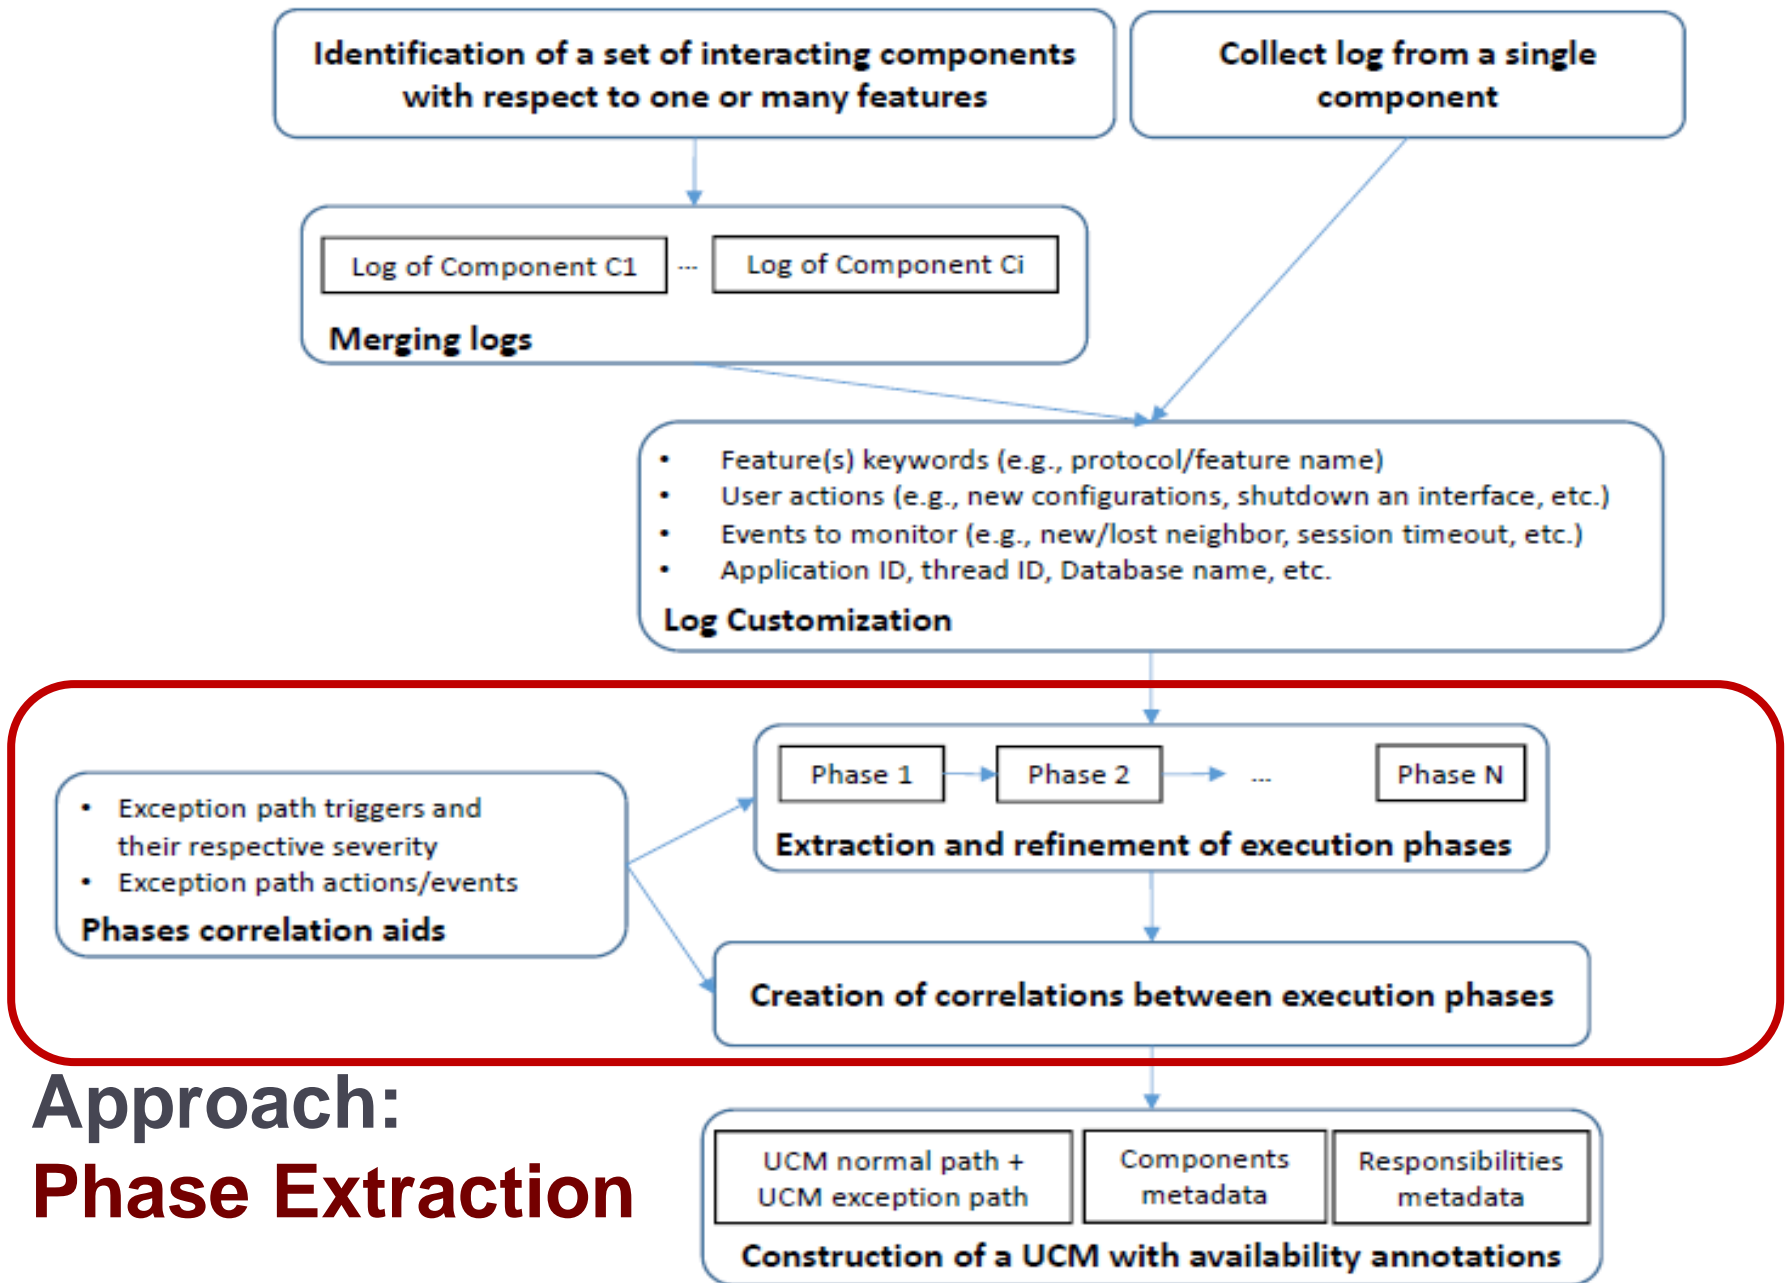 Identification of a set of interacting components
with respect to one or many features
Collect log from a single
component
Log of Component C1
...
Log of Component Ci
Merging logs
• Feature(s) keywords (e.g., protocol/feature name)
• User actions (e.g., new configurations, shutdown an interface, etc.)
• Events to monitor (e.g., new/lost neighbor, session timeout, etc.)
• Application ID, thread ID, Database name, etc.
Log Customization
Phase 1
Phase 2
...
Phase N
Extraction and refinement of execution phases
• Exception path triggers and
their respective severity
• Exception path actions/events
Phases correlation aids
Creation of correlations between execution phases
Approach:
Phase Extraction
UCM normal path +
UCM exception path
Components
metadata
Responsibilities
metadata
Construction of a UCM with availability annotations